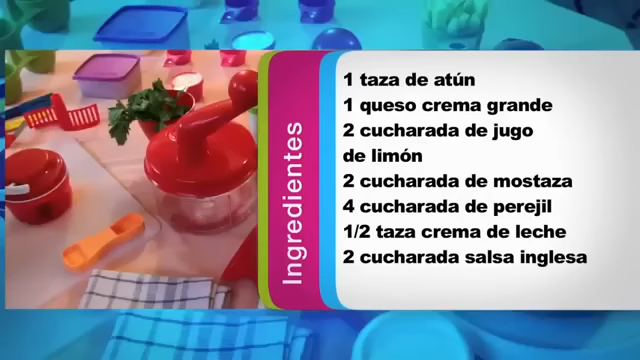 Ingredientes
1 taza de atún
1 queso crema grande
2 cucharada de jugo
de limón
2 cucharada de mostaza
4 cucharada de perejil
1/2 taza crema de leche
2 cucharada salsa inglesa